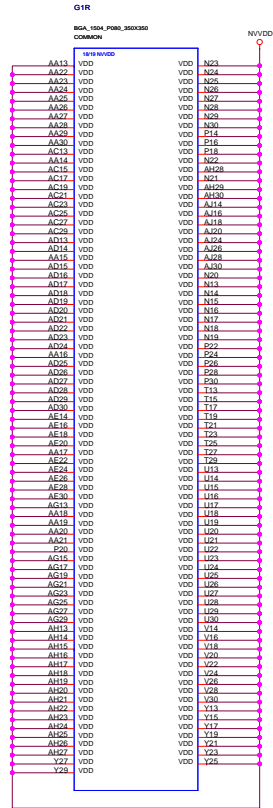 G1R
BGA_1504_P080_350X350
COMMON
NVVDD
18/19 NVVDD
AA13 VDD VDD N23
AA22 VDD VDD N24
AA23 VDD VDD N25
AA24 VDD VDD N26
AA25 VDD VDD N27
AA26 VDD VDD N28
AA27 VDD VDD N29
AA28 VDD VDD N30
AA29 VDD VDD P14
AA30 VDD VDD P16
AC13 VDD VDD P18
AA14 VDD VDD N22
AC15 VDD VDD AH28
AC17 VDD VDD N21
AC19 VDD VDD AH29
AC21 VDD VDD AH30
AC23 VDD VDD AJ14
AC25 VDD VDD AJ16
AC27 VDD VDD AJ18
AC29 VDD VDD AJ20
AD13 VDD VDD AJ24
AD14 VDD VDD AJ26
AA15 VDD VDD AJ28
AD15 VDD VDD AJ30
AD16 VDD VDD N20
AD17 VDD VDD N13
AD18 VDD VDD N14
AD19 VDD VDD N15
AD20 VDD VDD N16
AD21 VDD VDD N17
AD22 VDD VDD N18
AD23 VDD VDD N19
AD24 VDD VDD P22
AA16 VDD VDD P24
AD25 VDD VDD P26
AD26 VDD VDD P28
AD27 VDD VDD P30
AD28 VDD VDD T13
AD29 VDD VDD T15
AD30 VDD VDD T17
AE14 VDD VDD T19
AE16 VDD VDD T21
AE18 VDD VDD T23
AE20 VDD VDD T25
AA17 VDD VDD T27
AE22 VDD VDD T29
AE24 VDD VDD U13
AE26 VDD VDD U14
AE28 VDD VDD U15
AE30 VDD VDD U16
AG13 VDD VDD U17
AA18 VDD VDD U18
AA19 VDD VDD U19
AA20 VDD VDD U20
AA21 VDD VDD U21
P20 VDD VDD U22
AG15 VDD VDD U23
AG17 VDD VDD U24
AG19 VDD VDD U25
AG21 VDD VDD U26
AG23 VDD VDD U27
AG25 VDD VDD U28
AG27 VDD VDD U29
AG29 VDD VDD U30
AH13 VDD VDD V14
AH14 VDD VDD V16
AH15 VDD VDD V18
AH16 VDD VDD V20
AH17 VDD VDD V22
AH18 VDD VDD V24
AH19 VDD VDD V26
AH20 VDD VDD V28
AH21 VDD VDD V30
AH22 VDD VDD Y13
AH23 VDD VDD Y15
AH24 VDD VDD Y17
AH25 VDD VDD Y19
AH26 VDD VDD Y21
AH27 VDD VDD Y23
Y27 VDD VDD Y25
Y29 VDD